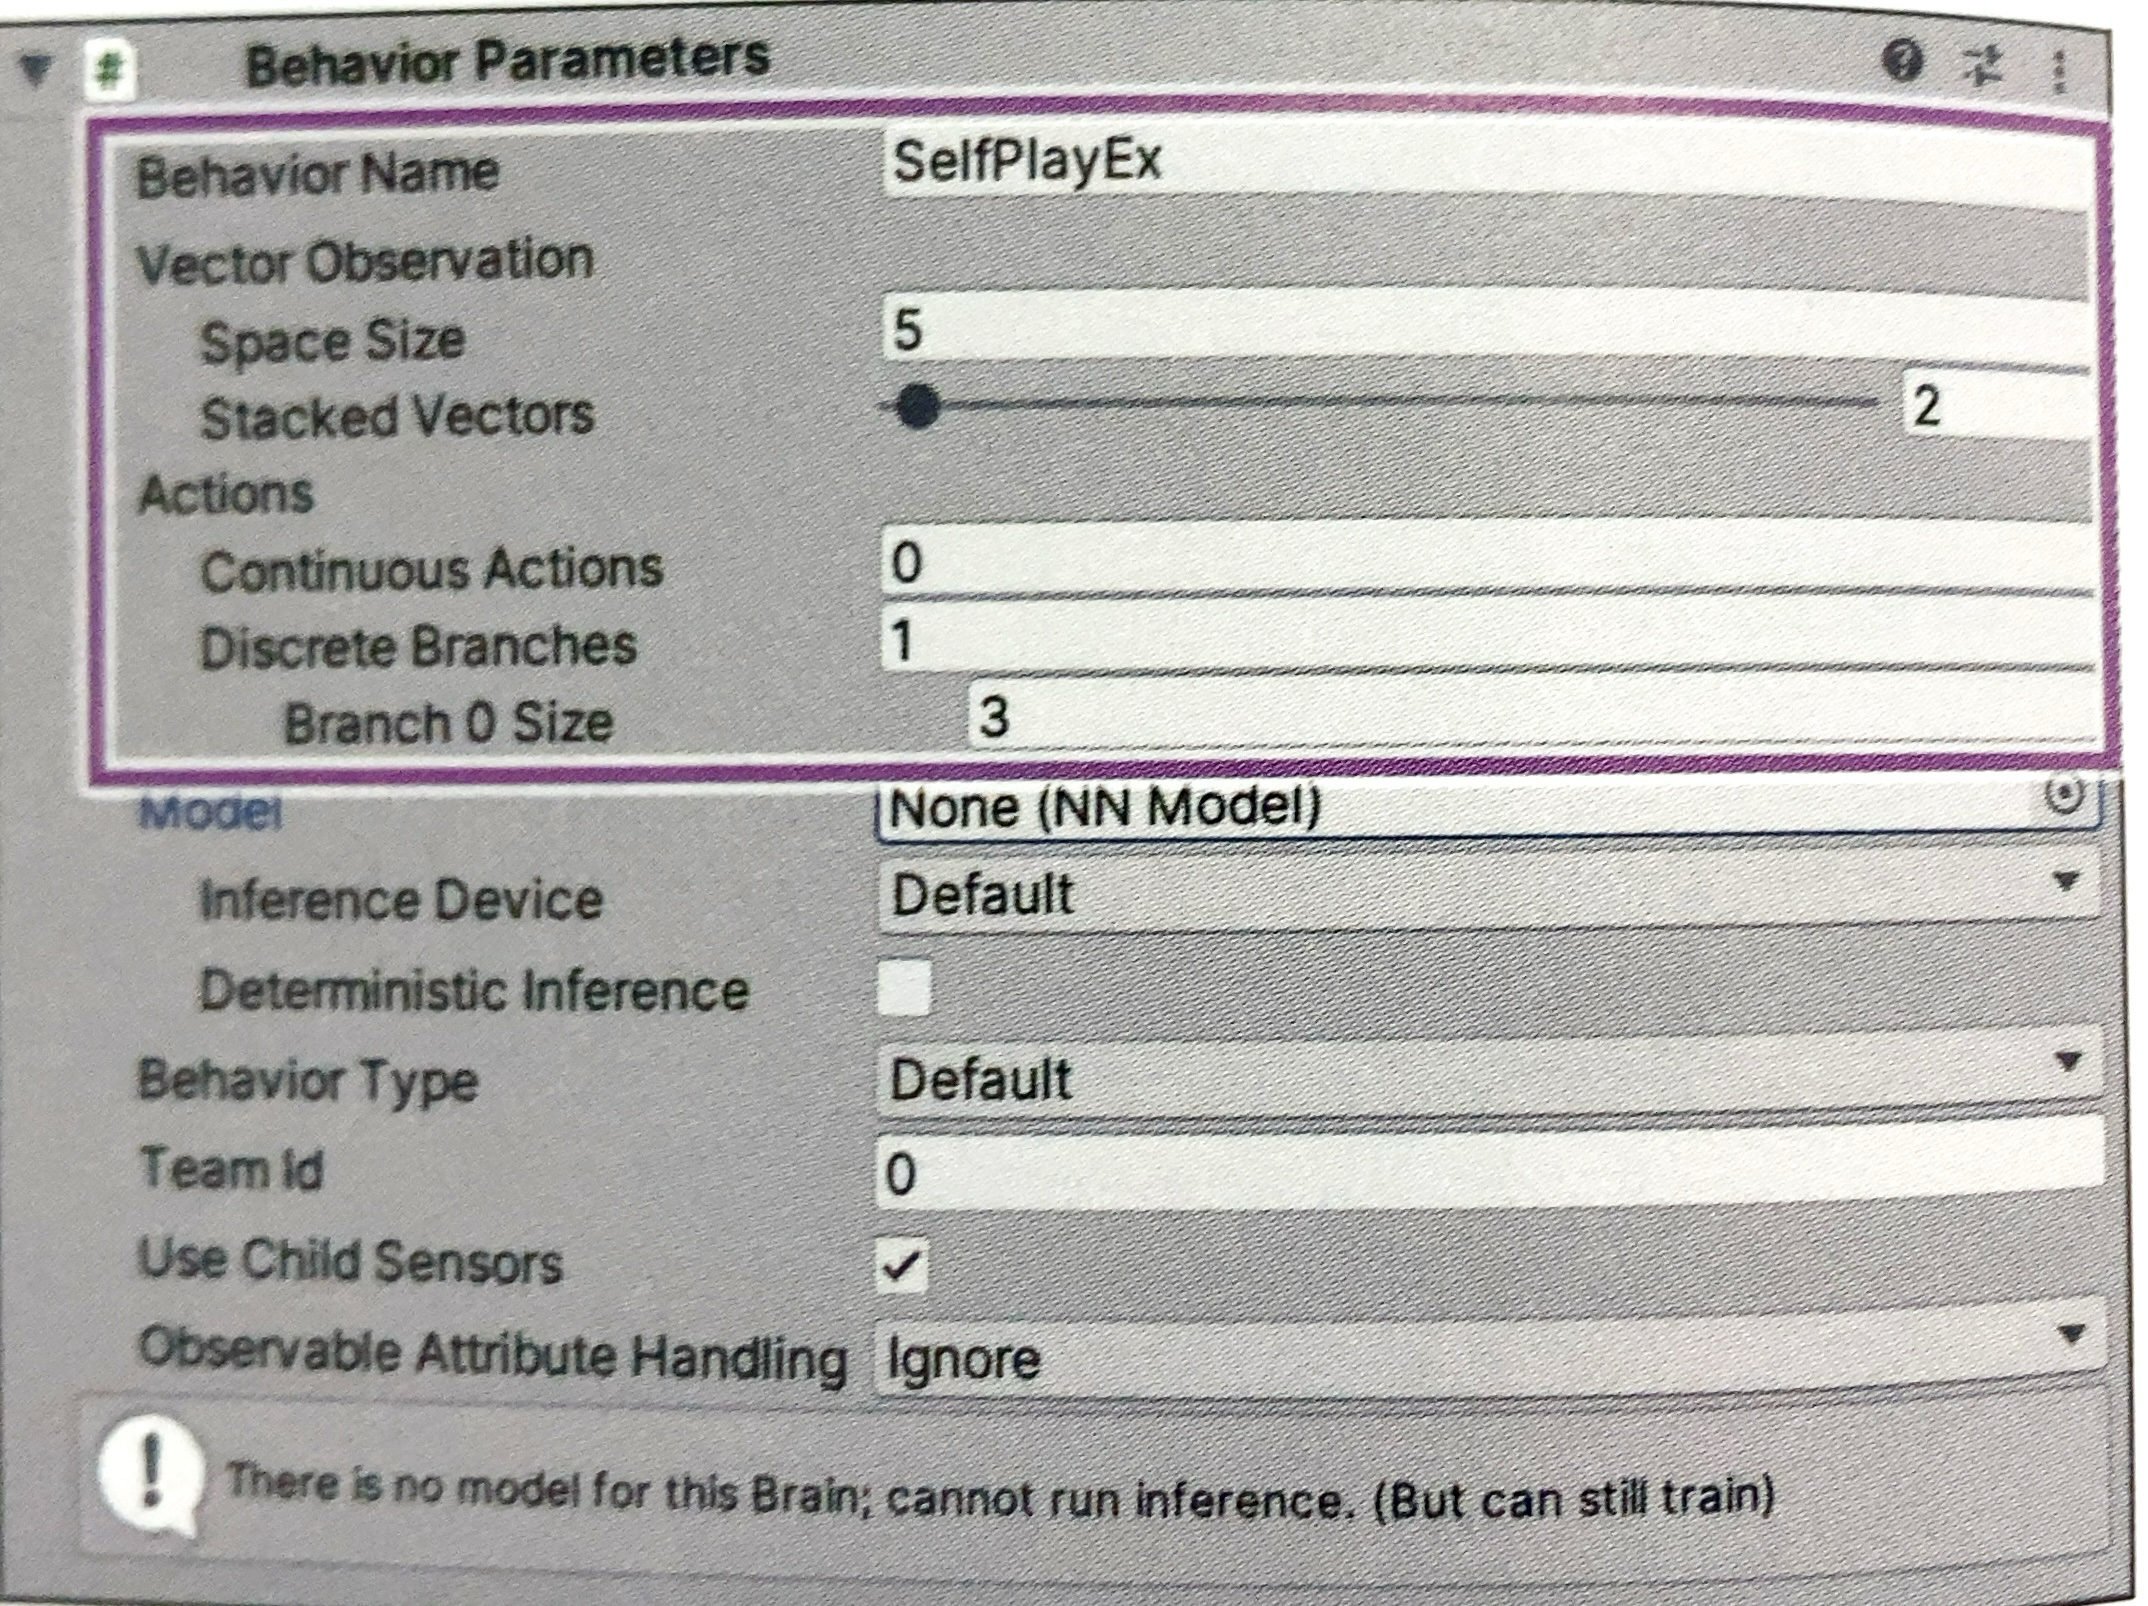 # Behavior Parameters
Behavior Name SelfPlayEx
Vector Observation
Space Size 5
Stacked Vectors 2
Actions
Continuous Actions 0
Discrete Branches 1
Branch 0 Size 3
Model None (NN Model)
Inference Device Default
Deterministic Inference
Behavior Type Default
Team Id 0
Use Child Sensors
Observable Attribute Handling Ignore
There is no model for this Brain; cannot run inference. (But can still train)